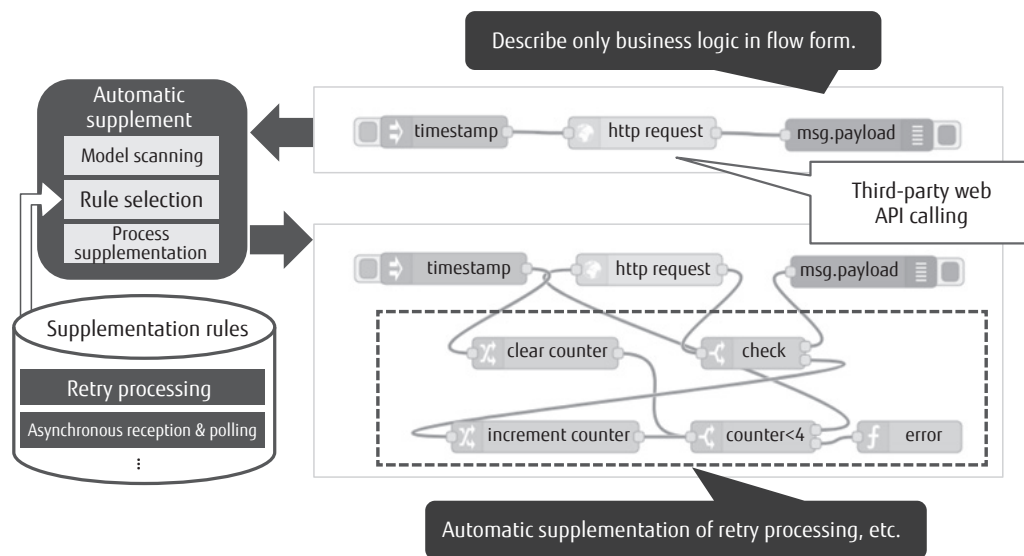 Describe only business logic in flow form.
Automatic
supplement
Model scanning
Rule selection
Process
supplementation
timestamp
http request
msg.payload
Third-party web
API calling
timestamp
http request
msg.payload
clear counter
check
increment counter
counter<4
error
Supplementation rules
Retry processing
Asynchronous reception & polling
⋮
Automatic supplementation of retry processing, etc.